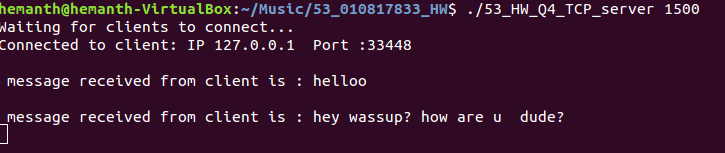 hemanth@hemanth-VirtualBox:~/Music/53_010817833_HW$ ./53_HW_Q4_TCP_server 1500
Waiting for clients to connect...
Connected to client: IP 127.0.0.1  Port :33448
message received from client is : helloo
message received from client is : hey wassup? how are u  dude?